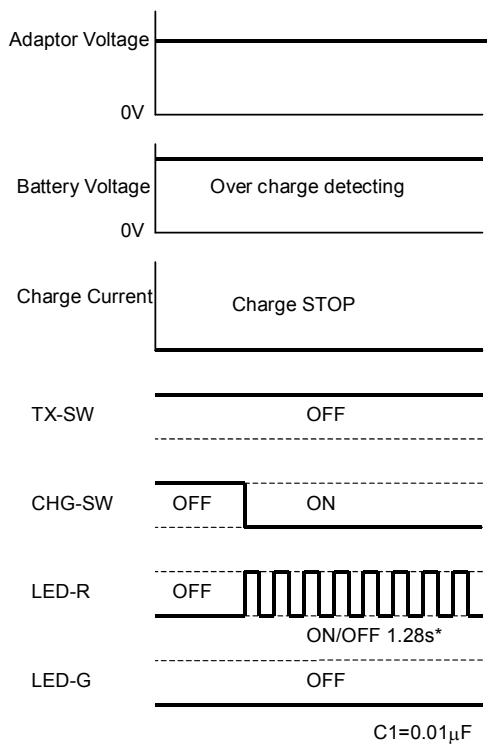 Adaptor Voltage
0V
Battery Voltage Over charge detecting
0V
Charge Current Charge STOP
TX-SW OFF
CHG-SW OFF ON
LED-R OFF
ON/OFF 1.28s*
LED-G OFF
C1=0.01μF